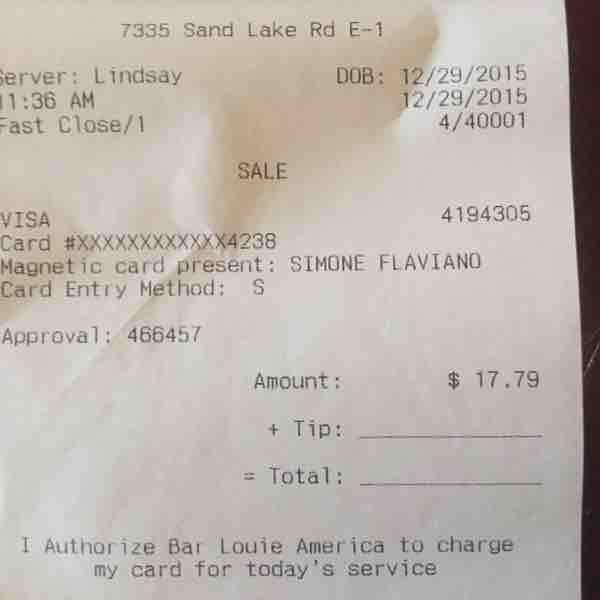 7335 Sand Lake Rd E-1
Server: Lindsay DOB: 12/29/2015
11:36 AM 12/29/2015
Fast Close/1 4/40001
SALE
VISA 4194305
Card #XXXXXXXXXXXX4238
Magnetic card present: SIMONE FLAVIANO
Card Entry Method: S
Approval: 466457
Amount: $ 17.79
+ Tip:
= Total:
I Authorize Bar Louie America to charge
my card for today's service